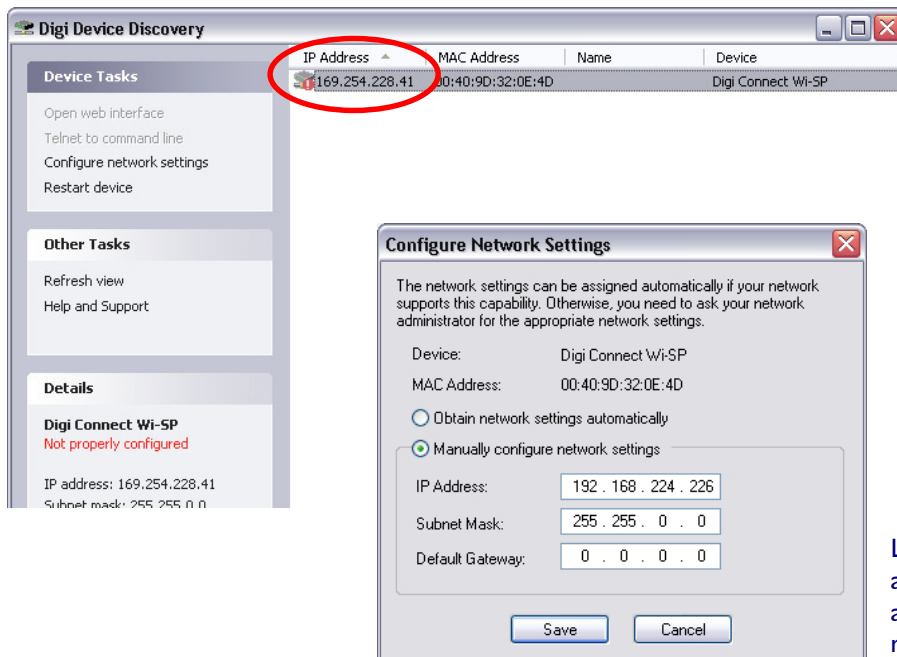 Digi Device Discovery
IP Address MAC Address Name Device
169.254.228.41 00:40:9D:32:0E:4D Digi Connect Wi-SP
Device Tasks
Open web interface
Telnet to command line
Configure network settings
Restart device
Other Tasks
Refresh view
Help and Support
Details
Digi Connect Wi-SP
Not properly configured
IP address: 169.254.228.41
Subnet mask: 255.255.0.0
Configure Network Settings
The network settings can be assigned automatically if your network
supports this capability. Otherwise, you need to ask your network
administrator for the appropriate network settings.
Device: Digi Connect Wi-SP
MAC Address: 00:40:9D:32:0E:4D
Obtain network settings automatically
Manually configure network settings
IP Address: 192 . 168 . 224 . 226
Subnet Mask: 255 . 255 . 0 . 0
Default Gateway: 0 . 0 . 0 . 0
Save Cancel